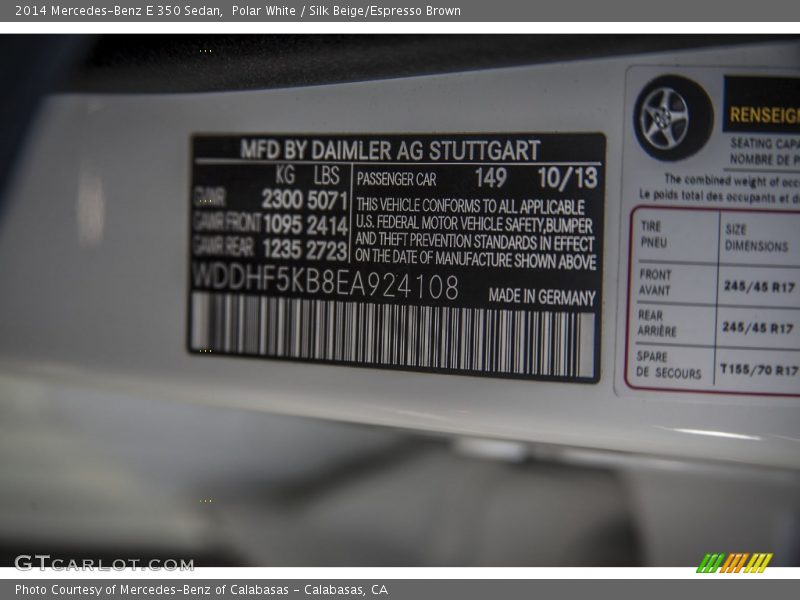 2014 Mercedes-Benz E 350 Sedan, Polar White / Silk Beige/Espresso Brown
MFD BY DAIMLER AG STUTTGART
KG LBS
GVWR 2300 5071
GAWR FRONT 1095 2414
GAWR REAR 1235 2723
PASSENGER CAR 149 10/13
THIS VEHICLE CONFORMS TO ALL APPLICABLE
U.S. FEDERAL MOTOR VEHICLE SAFETY,BUMPER
AND THEFT PREVENTION STANDARDS IN EFFECT
ON THE DATE OF MANUFACTURE SHOWN ABOVE
WDDHF5KB8EA924108
MADE IN GERMANY
RENSEIG
SEATING CAPA
NOMBRE DE P
The combined weight of occ
Le poids total des occupants et d
TIRE
PNEU
SIZE
DIMENSIONS
FRONT
AVANT
245/45 R17
REAR
ARRIÈRE
245/45 R17
SPARE
DE SECOURS
T155/70 R17
GTCARLOT.COM
Photo Courtesy of Mercedes-Benz of Calabasas - Calabasas, CA